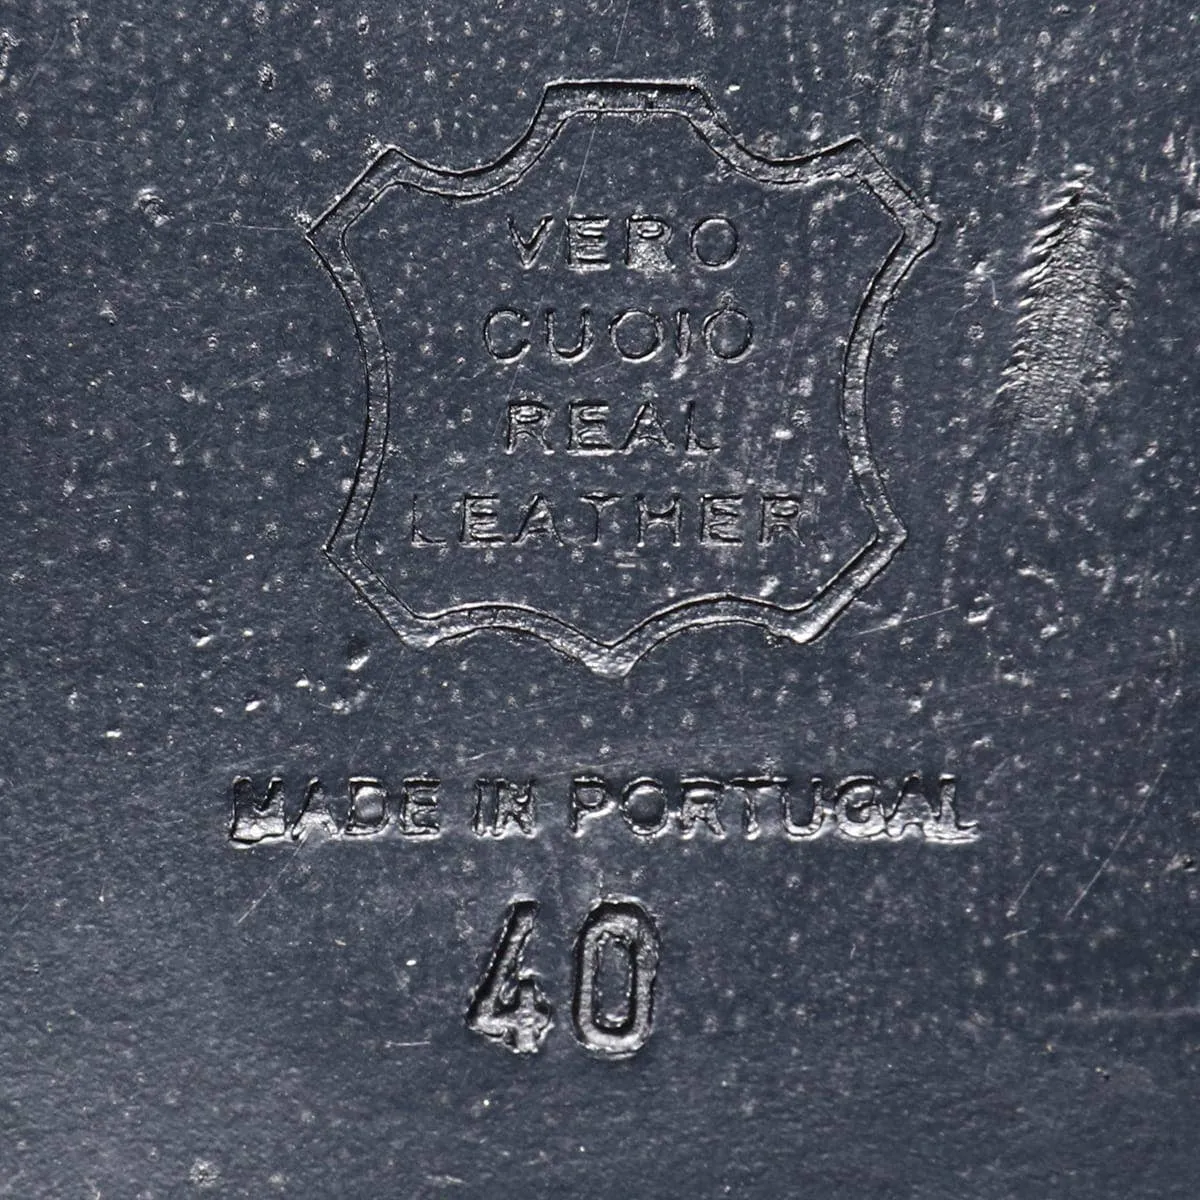 VERO
CUOIO
REAL
LEATHER
MADE IN PORTUGAL
40